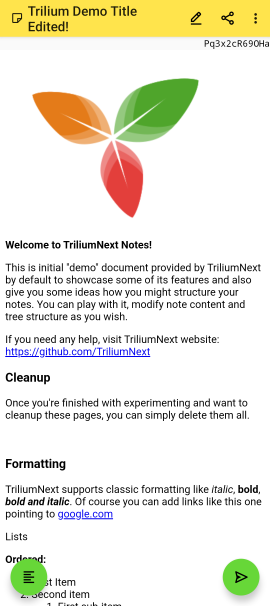 Trilium Demo Title
Edited!
Pq3x2cR69OHa
Welcome to TriliumNext Notes!
This is initial "demo" document provided by TriliumNext
by default to showcase some of its features and also
give you some ideas how you might structure your
notes. You can play with it, modify note content and
tree structure as you wish.
If you need any help, visit TriliumNext website:
https://github.com/TriliumNext
Cleanup
Once you're finished with experimenting and want to
cleanup these pages, you can simply delete them all.
Formatting
TriliumNext supports classic formatting like italic, bold,
bold and italic. Of course you can add links like this one
pointing to google.com
Lists
Ordered:
Item
2. Second item
1. First sub-item